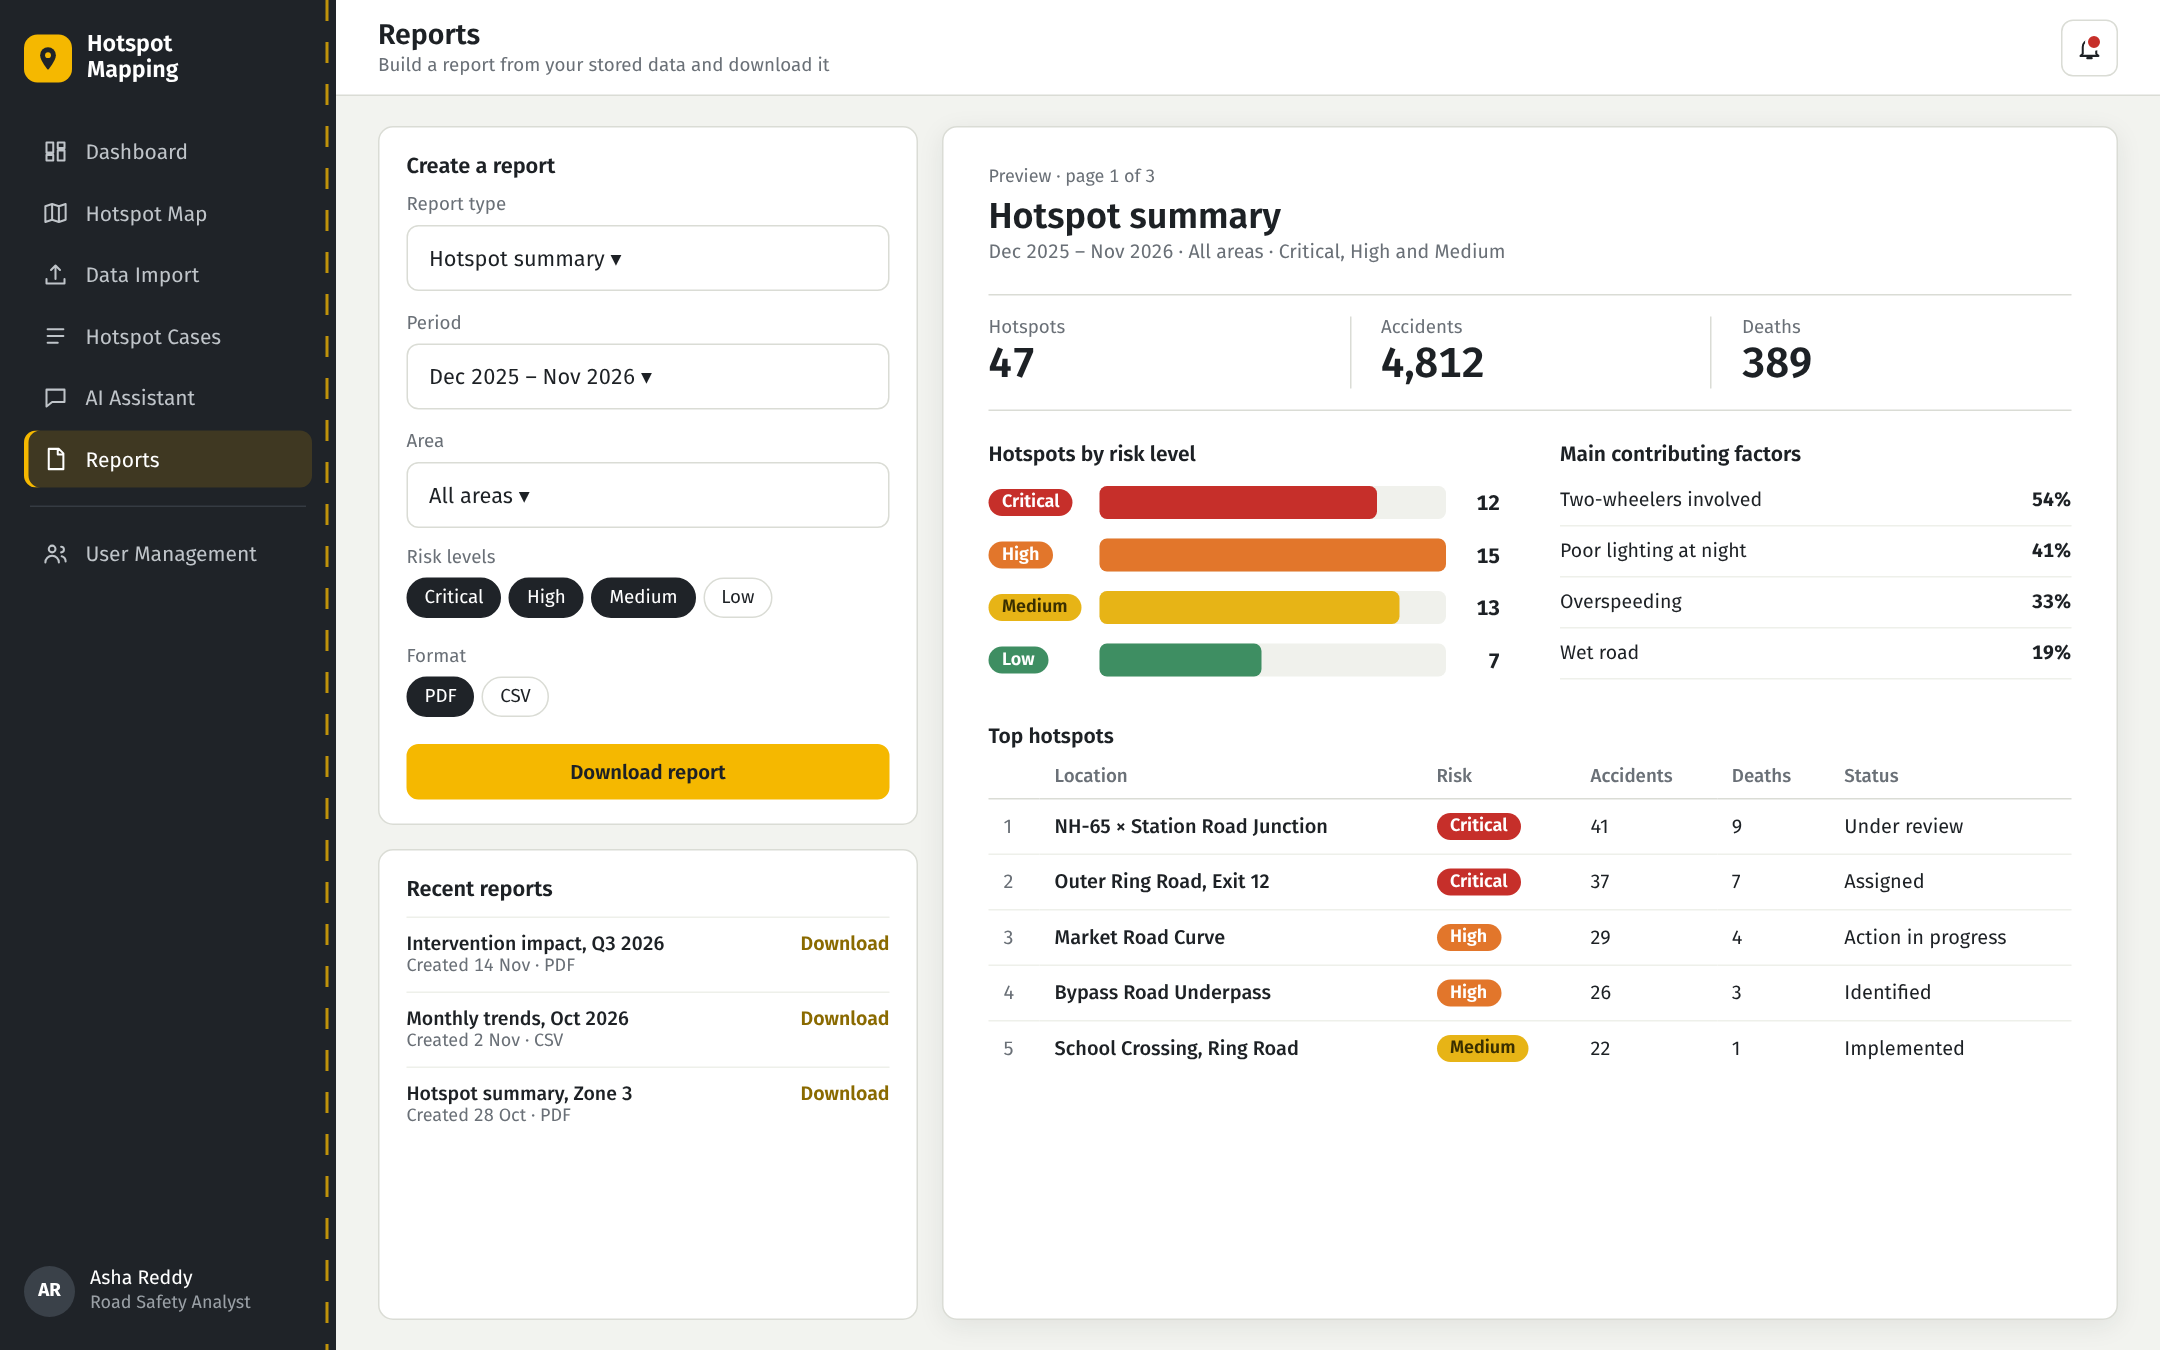 Hotspot
Mapping
Dashboard
Hotspot Map
Data Import
Hotspot Cases
AI Assistant
Reports
User Management
AR
Asha Reddy
Road Safety Analyst
Reports
Build a report from your stored data and download it
Create a report
Report type
Hotspot summary ▾
Period
Dec 2025 – Nov 2026 ▾
Area
All areas ▾
Risk levels
Critical High Medium Low
Format
PDF CSV
Download report
Recent reports
Intervention impact, Q3 2026 Download
Created 14 Nov · PDF
Monthly trends, Oct 2026 Download
Created 2 Nov · CSV
Hotspot summary, Zone 3 Download
Created 28 Oct · PDF
Preview · page 1 of 3
Hotspot summary
Dec 2025 – Nov 2026 · All areas · Critical, High and Medium
Hotspots Accidents Deaths
47 4,812 389
Hotspots by risk level
Critical 12
High 15
Medium 13
Low 7
Main contributing factors
Two-wheelers involved 54%
Poor lighting at night 41%
Overspeeding 33%
Wet road 19%
Top hotspots
Location Risk Accidents Deaths Status
1 NH-65 × Station Road Junction Critical 41 9 Under review
2 Outer Ring Road, Exit 12 Critical 37 7 Assigned
3 Market Road Curve High 29 4 Action in progress
4 Bypass Road Underpass High 26 3 Identified
5 School Crossing, Ring Road Medium 22 1 Implemented